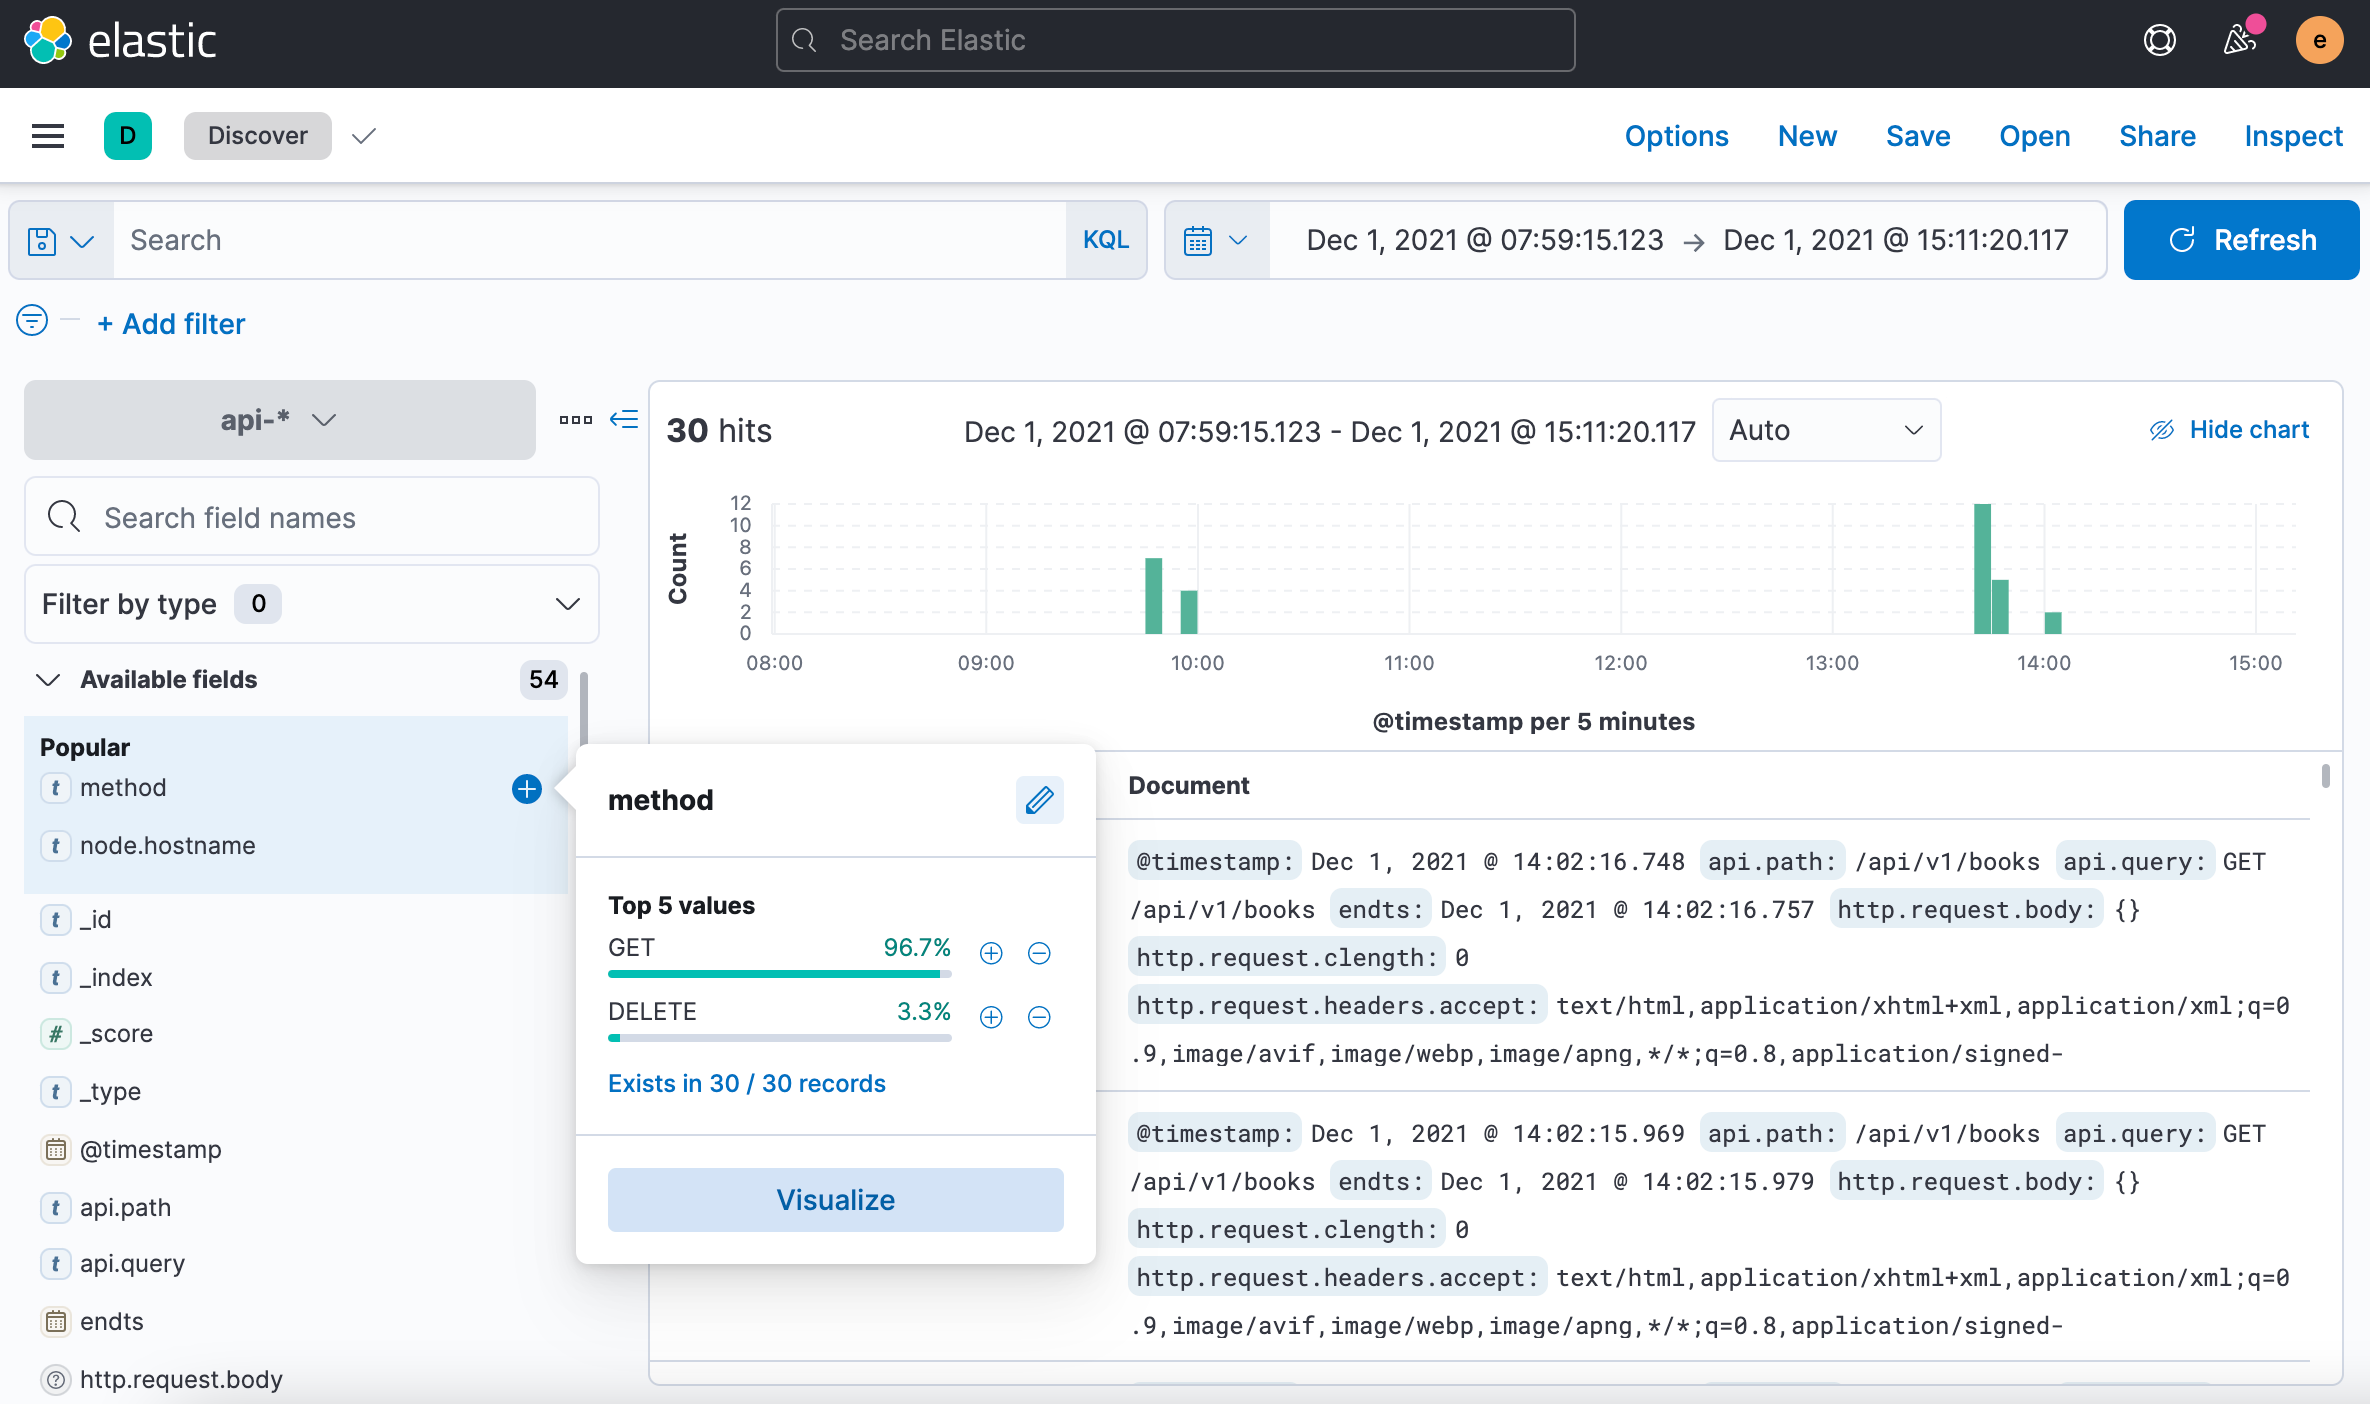 elastic
Search Elastic
e
D
Discover
Options New Save Open Share Inspect
Search
KQL
Dec 1, 2021 @ 07:59:15.123 → Dec 1, 2021 @ 15:11:20.117
Refresh
+ Add filter
api-*
Search field names
Filter by type 0
Available fields 54
Popular
t method
t node.hostname
t _id
t _index
# _score
t _type
@timestamp
t api.path
t api.query
endts
? http.request.body
30 hits
Dec 1, 2021 @ 07:59:15.123 - Dec 1, 2021 @ 15:11:20.117
Auto
Hide chart
Count
12
10
8
6
4
2
0
08:00 09:00 10:00 11:00 12:00 13:00 14:00 15:00
@timestamp per 5 minutes
method
Top 5 values
GET 96.7%
DELETE 3.3%
Exists in 30 / 30 records
Visualize
Document
@timestamp: Dec 1, 2021 @ 14:02:16.748 api.path: /api/v1/books api.query: GET
/api/v1/books endts: Dec 1, 2021 @ 14:02:16.757 http.request.body: {}
http.request.clength: 0
http.request.headers.accept: text/html,application/xhtml+xml,application/xml;q=0
.9,image/avif,image/webp,image/apng,*/*;q=0.8,application/signed-
@timestamp: Dec 1, 2021 @ 14:02:15.969 api.path: /api/v1/books api.query: GET
/api/v1/books endts: Dec 1, 2021 @ 14:02:15.979 http.request.body: {}
http.request.clength: 0
http.request.headers.accept: text/html,application/xhtml+xml,application/xml;q=0
.9,image/avif,image/webp,image/apng,*/*;q=0.8,application/signed-